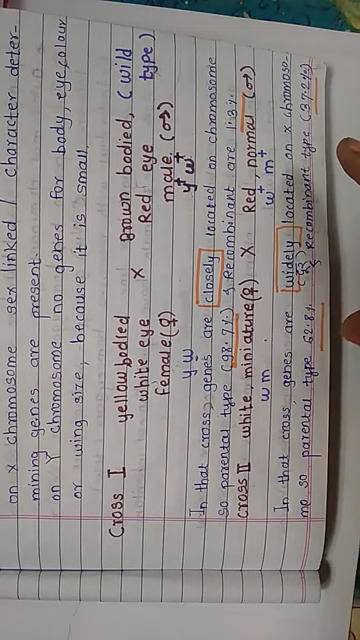 on X chromosome sex linked / character deter-
mining genes are present.
on Y chromosome no genes for body, eye, colour
or wing size, because it is small.
Cross I yellow bodied Brown bodied, (wild
white eye X Red eye type)
female (♀) male (♂)
y w y+ w+
In that cross, genes are closely located on chromosome
so parental type (98.7%) & Recombinant are 1.3%.
cross II white miniature (♀) X Red, normal (♂)
w m w+ m+
In that cross genes are widely located on x chromoso-
me so parental type 62.8% & Recombinant type (37.2%)